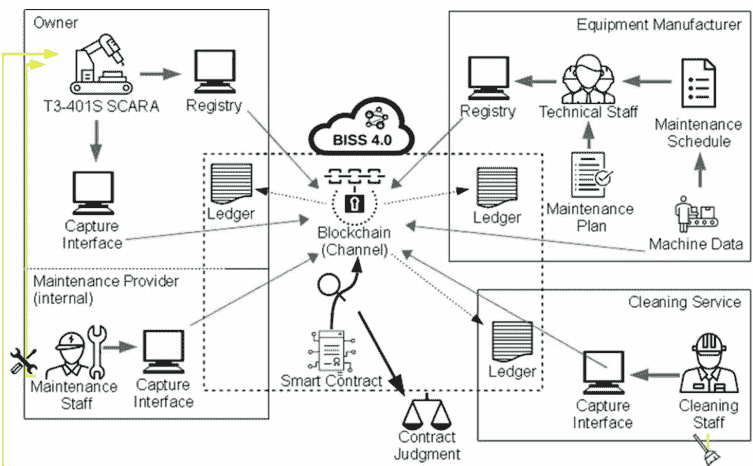 Owner
T3-401S SCARA
Registry
Capture
Interface
Maintenance Provider
(internal)
Maintenance
Staff
Capture
Interface
BISS 4.0
Ledger
Blockchain
(Channel)
Ledger
Smart Contract
Contract
Judgment
Ledger
Equipment Manufacturer
Registry
Technical Staff
Maintenance
Schedule
Maintenance
Plan
Machine Data
Cleaning Service
Capture
Interface
Cleaning
Staff